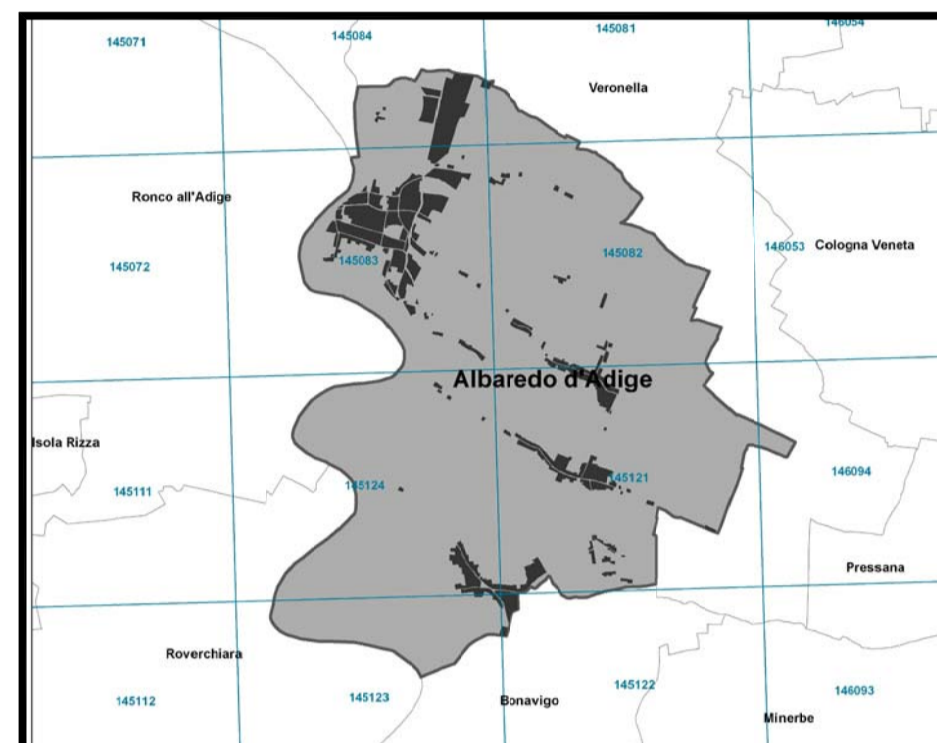 146054
145071
145084
145081
Veronella
Ronco all'Adige
145072
145083
145082
146053
Cologna Veneta
Albaredo d'Adige
Isola Rizza
145111
145124
145121
146094
Pressana
Roverchiara
145112
145123
Bonavigo
145122
146093
Minerbe